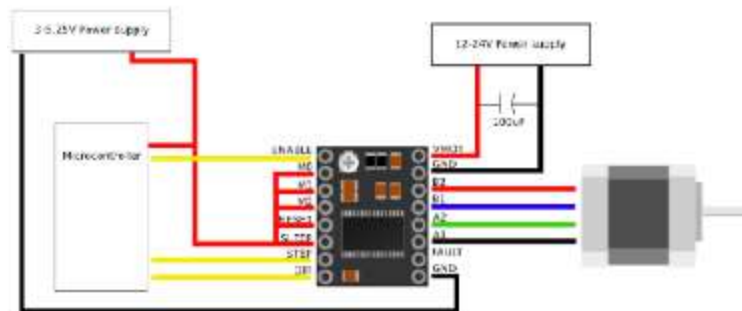 3-5.25V Power Supply
12-24V Power supply
100uF
Microcontroller
ENABLE
M0
M1
M2
RESET
SLEEP
STEP
DIR
VMOT
GND
B2
B1
A2
A1
FAULT
GND